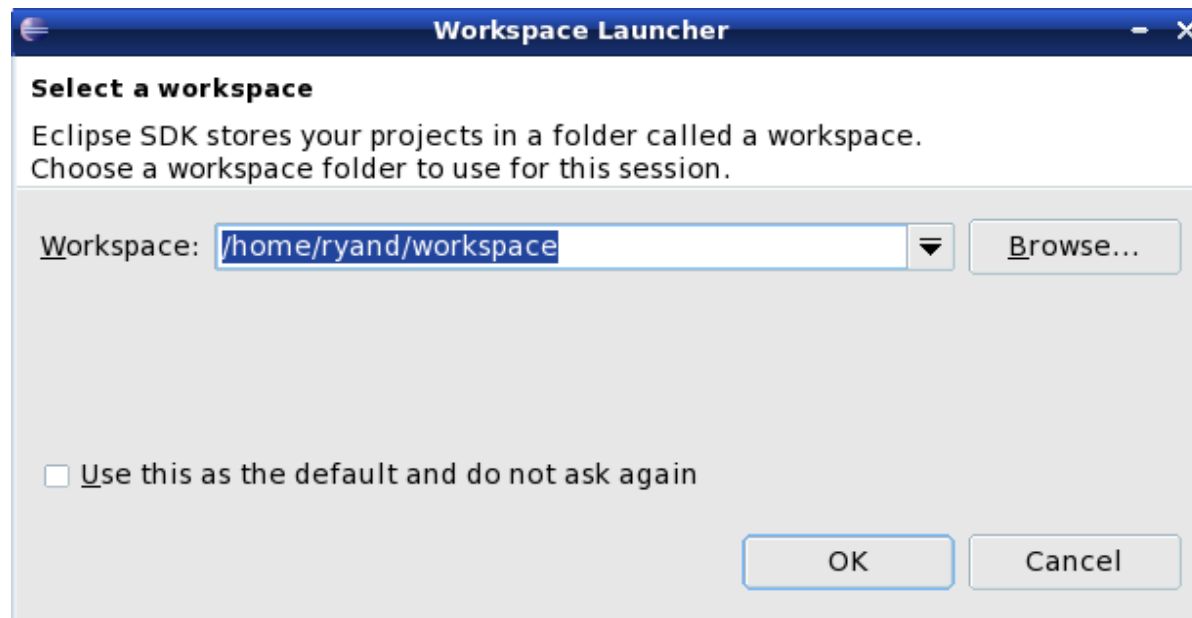 Workspace Launcher
Select a workspace
Eclipse SDK stores your projects in a folder called a workspace.
Choose a workspace folder to use for this session.
Workspace: /home/ryand/workspace Browse...
Use this as the default and do not ask again
OK Cancel